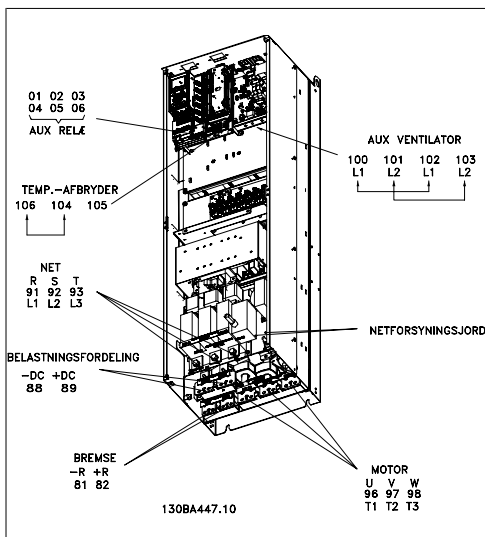 01 02 03
04 05 06
AUX RELÆ
AUX VENTILATOR
100 101 102 103
L1 L2 L1 L2
TEMP.-AFBRYDER
106 104 105
NET
R S T
91 92 93
L1 L2 L3
NETFORSYNINGSJORD
BELASTNINGSFORDELING
-DC +DC
88 89
BREMSE
-R +R
81 82
MOTOR
U V W
96 97 98
T1 T2 T3
130BA447.10